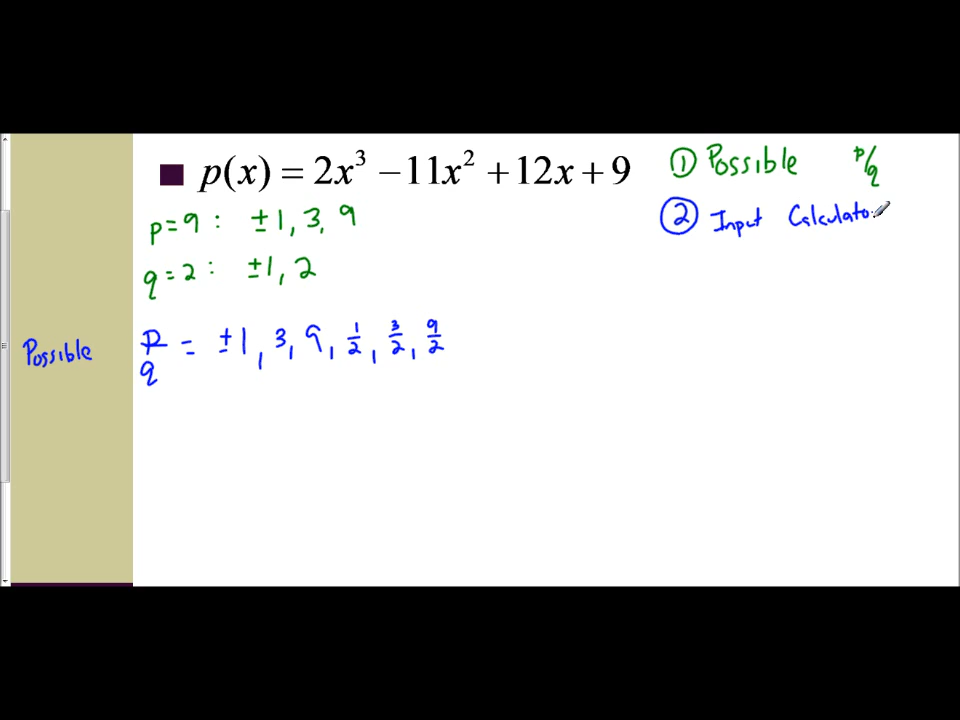 ■ p(x) = 2x³ − 11x² + 12x + 9
① Possible p/q
p = 9 : ±1, 3, 9
② Input Calculato
q = 2 : ±1, 2
Possible p/q = ±1, 3, 9, 1/2, 3/2, 9/2